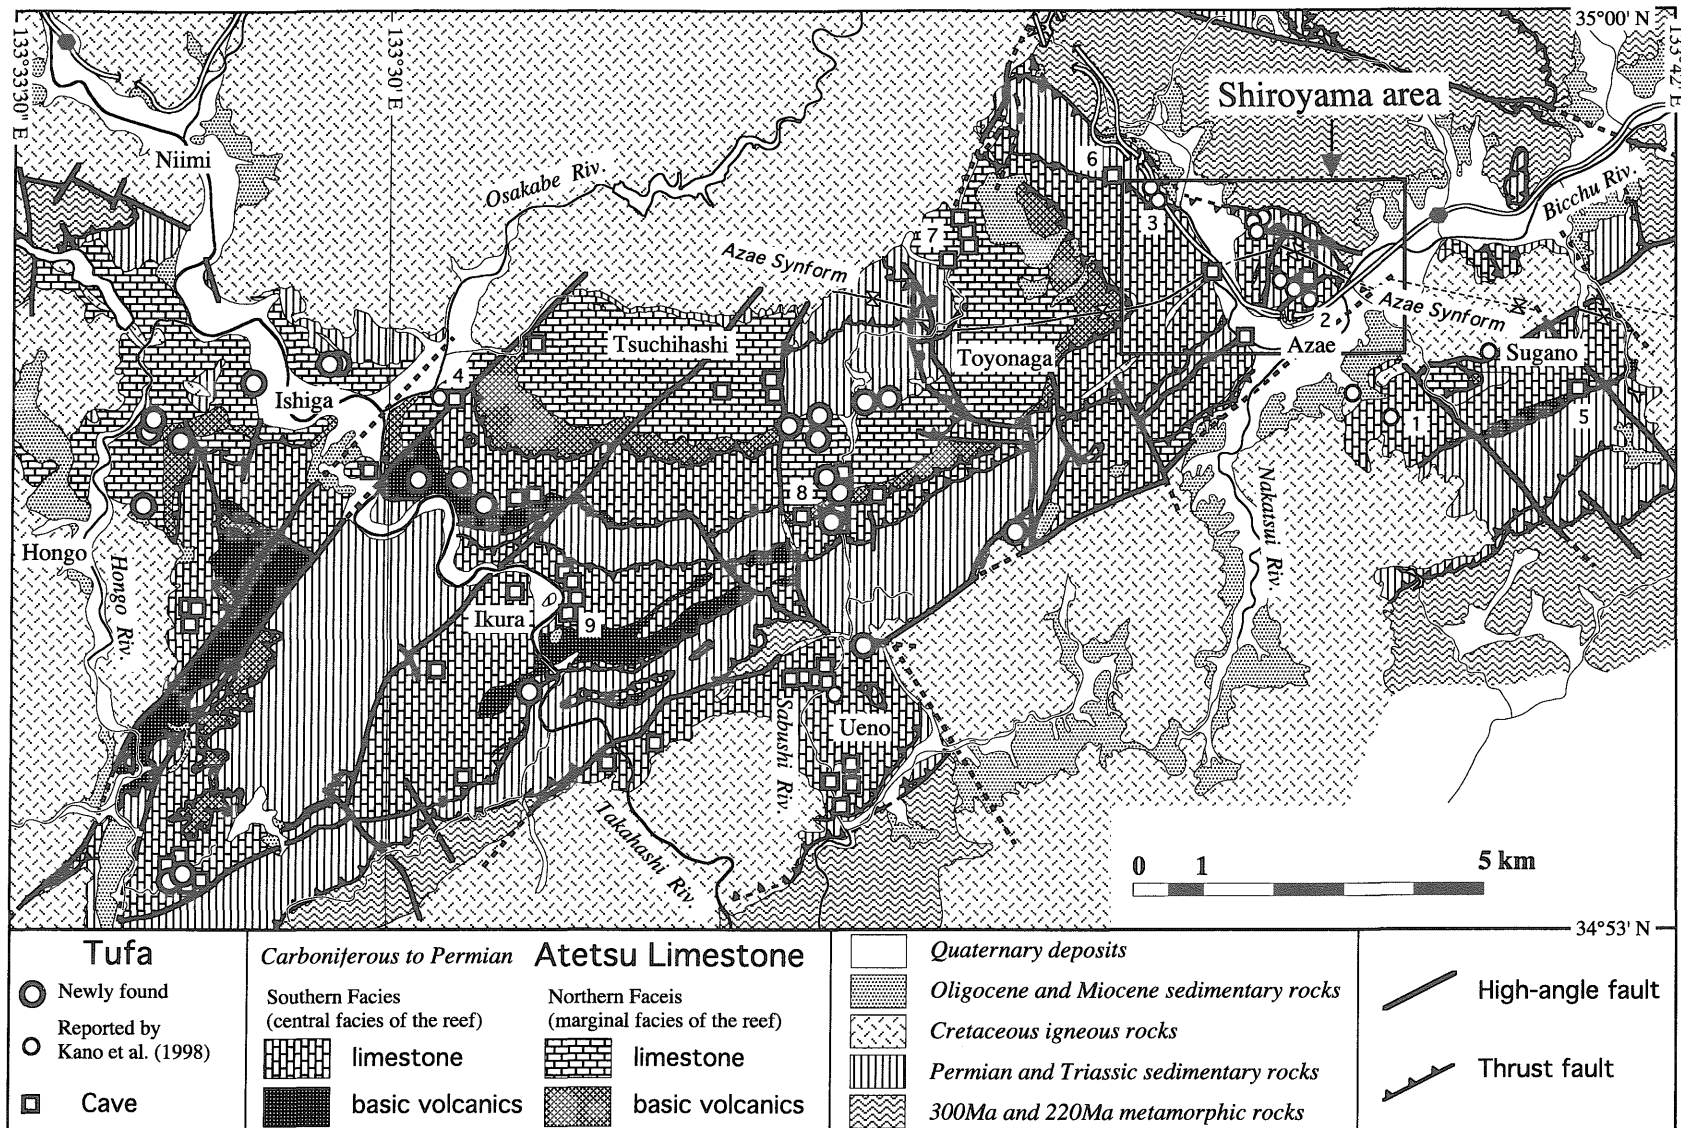 35°00' N
133°33'30" E
133°30' E
133°42' E
Shiroyama area
Niimi
Osakabe Riv.
Bicchu Riv.
6
3
7
Azae Synform
Azae Synform
2
Tsuchihashi
Toyonaga
Azae
Sugano
4
Ishiga
1
5
8
Nakatsui Riv.
Hongo
Hongo Riv.
Ikura
9
Ueno
Sabushi Riv.
Takahashi Riv.
0 1 5 km
34°53' N
Tufa
Newly found
Reported by
Kano et al. (1998)
Cave
Carboniferous to Permian Atetsu Limestone
Southern Facies
(central facies of the reef)
limestone
basic volcanics
Northern Faceis
(marginal facies of the reef)
limestone
basic volcanics
Quaternary deposits
Oligocene and Miocene sedimentary rocks
Cretaceous igneous rocks
Permian and Triassic sedimentary rocks
300Ma and 220Ma metamorphic rocks
High-angle fault
Thrust fault